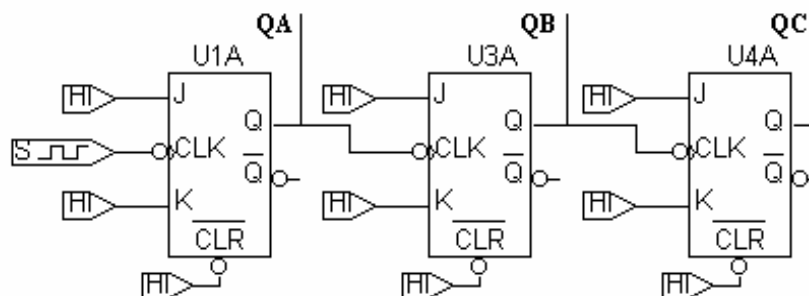 QA QB QC
U1A U3A U4A
HI J HI J HI J
Q Q Q
S CLK CLK CLK
Q Q Q
HI K HI K HI K
CLR CLR CLR
HI HI HI